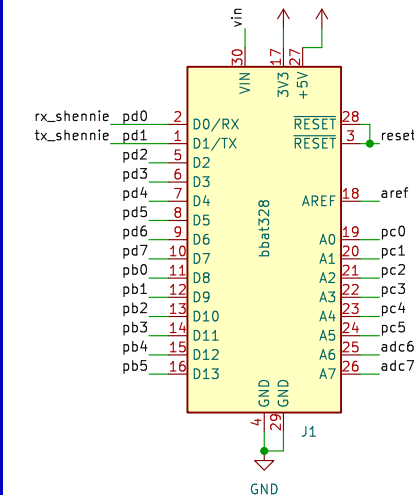 vin
30 17 27
VIN 3V3 +5V
rx_shennie pd0 2 D0/RX RESET 28
tx_shennie pd1 1 D1/TX RESET 3 reset
pd2 5 D2
pd3 6 D3
pd4 7 D4 AREF 18 aref
pd5 8 D5
pd6 9 D6 A0 19 pc0
pd7 10 D7 A1 20 pc1
pb0 11 D8 A2 21 pc2
pb1 12 D9 A3 22 pc3
pb2 13 D10 A4 23 pc4
pb3 14 D11 A5 24 pc5
pb4 15 D12 A6 25 adc6
pb5 16 D13 A7 26 adc7
bbat328
GND GND
4 29
J1
GND